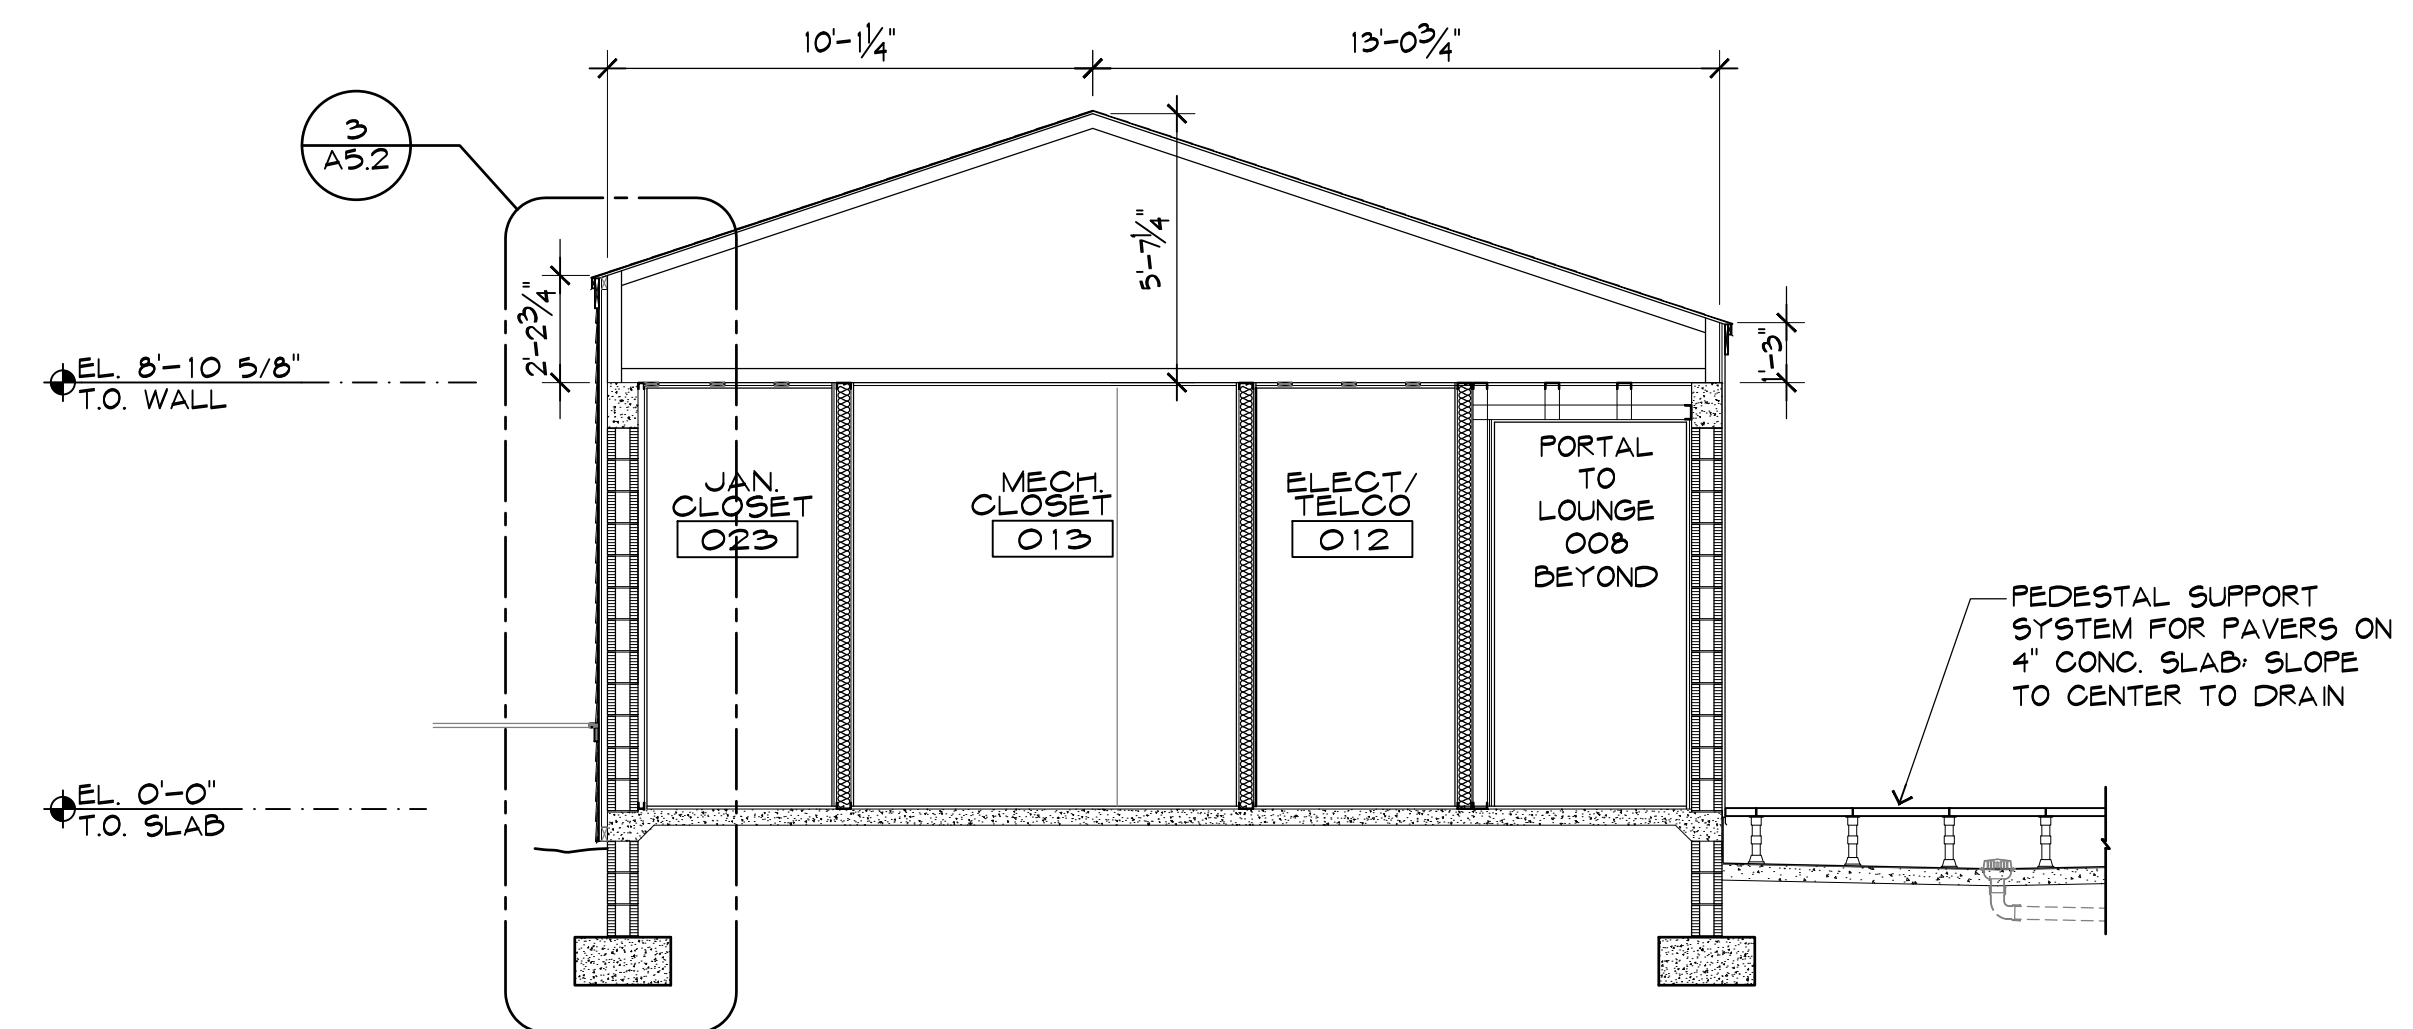 10'-1 1/4"
13'-0 3/4"
3
A5.2
5'-7 1/4"
2'-2 3/4"
1'-3"
EL. 8'-10 5/8"
T.O. WALL
JAN.
CLOSET
023
MECH.
CLOSET
013
ELECT/
TELCO
012
PORTAL
TO
LOUNGE
008
BEYOND
PEDESTAL SUPPORT
SYSTEM FOR PAVERS ON
4" CONC. SLAB; SLOPE
TO CENTER TO DRAIN
EL. 0'-0"
T.O. SLAB